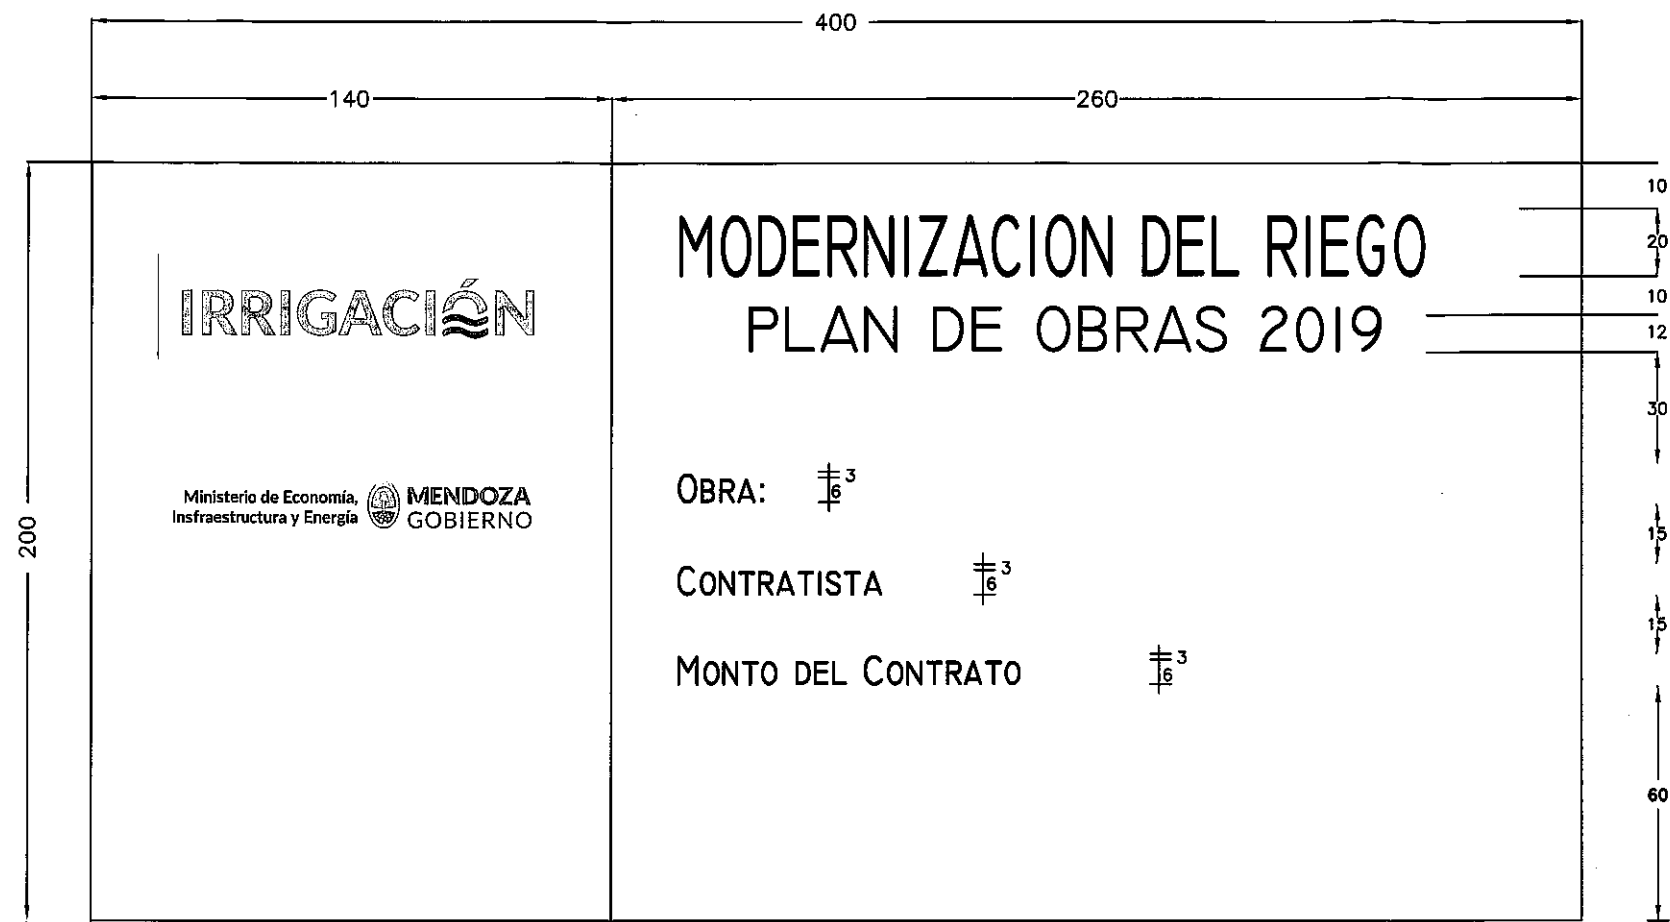 400
140
260
10
MODERNIZACION DEL RIEGO
20
IRRIGACIÓN
10
PLAN DE OBRAS 2019
12
30
Ministerio de Economía,
Insfraestructura y Energía
MENDOZA
GOBIERNO
OBRA:
3
6
200
15
CONTRATISTA
3
6
15
MONTO DEL CONTRATO
3
6
60